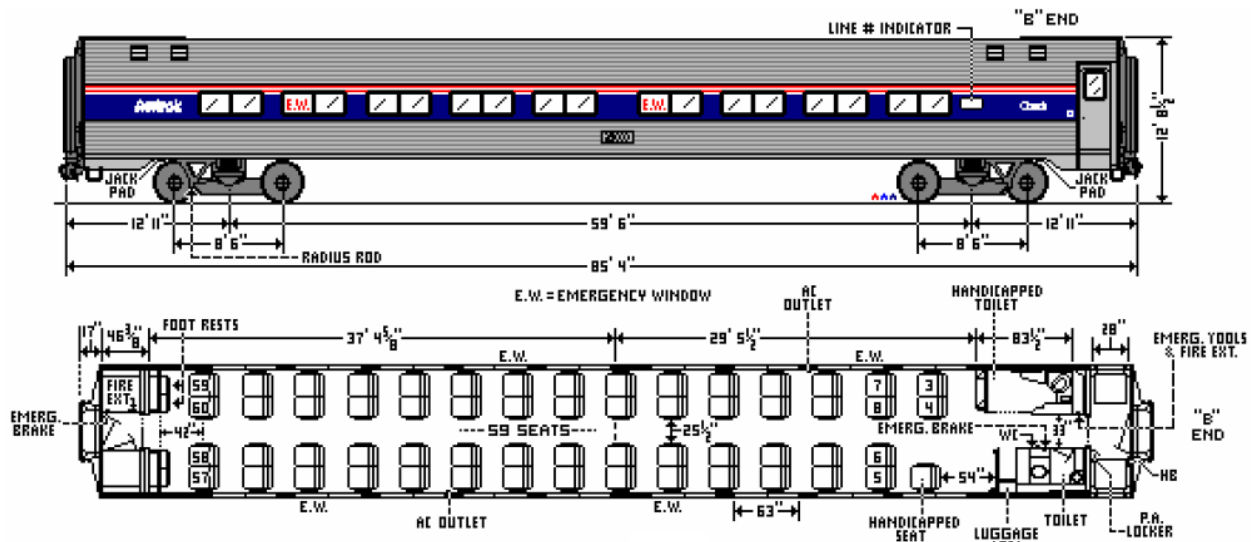 "B" END
LINE # INDICATOR
Amtrak
E.W.
E.W.
JACK
PAD
JACK
PAD
12' 8½"
12' 11"
59' 6"
12' 11"
8' 6"
8' 6"
RADIUS ROD
85' 4"
E.W. = EMERGENCY WINDOW
AC
OUTLET
HANDICAPPED
TOILET
17"
46⅜"
FOOT RESTS
37' 4⅝"
29' 5½"
83½"
28"
EMERG. TOOLS
& FIRE EXT.
E.W.
E.W.
FIRE
EXT.
59
60
7
8
3
4
EMERG.
BRAKE
42"
59 SEATS
25½"
EMERG. BRAKE
33"
"B"
END
WC
58
57
6
5
54"
HB
E.W.
AC OUTLET
E.W.
63"
HANDICAPPED
SEAT
LUGGAGE
TOILET
P.A.
LOCKER